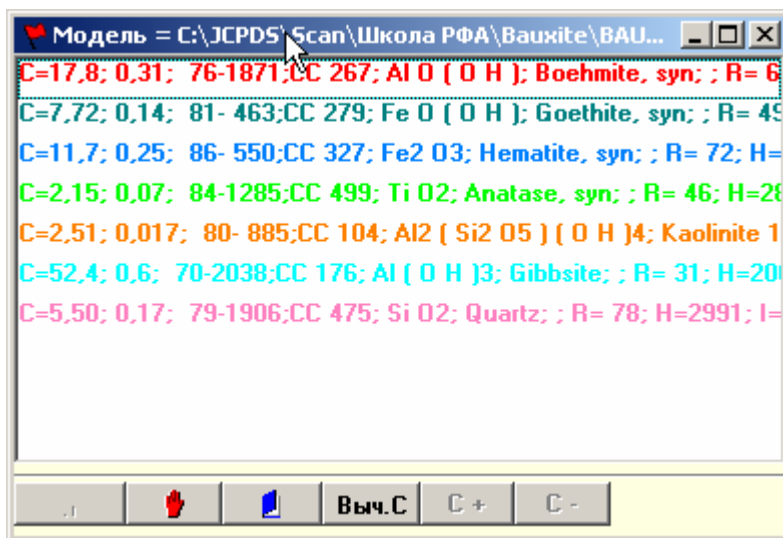 Модель = C:\JCPDS\Scan\Школа РФА\Bauxite\BAU...
C=17,8; 0,31; 76-1871;CC 267; Al O ( O H ); Boehmite, syn; ; R= 6
C=7,72; 0,14; 81- 463;CC 279; Fe O ( O H ); Goethite, syn; ; R= 49
C=11,7; 0,25; 86- 550;CC 327; Fe2 O3; Hematite, syn; ; R= 72; H=
C=2,15; 0,07; 84-1285;CC 499; Ti O2; Anatase, syn; ; R= 46; H=28
C=2,51; 0,017; 80- 885;CC 104; Al2 ( Si2 O5 ) ( O H )4; Kaolinite 1
C=52,4; 0,6; 70-2038;CC 176; Al ( O H )3; Gibbsite; ; R= 31; H=20
C=5,50; 0,17; 79-1906;CC 475; Si O2; Quartz; ; R= 78; H=2991; I=
Выч.С C + C -